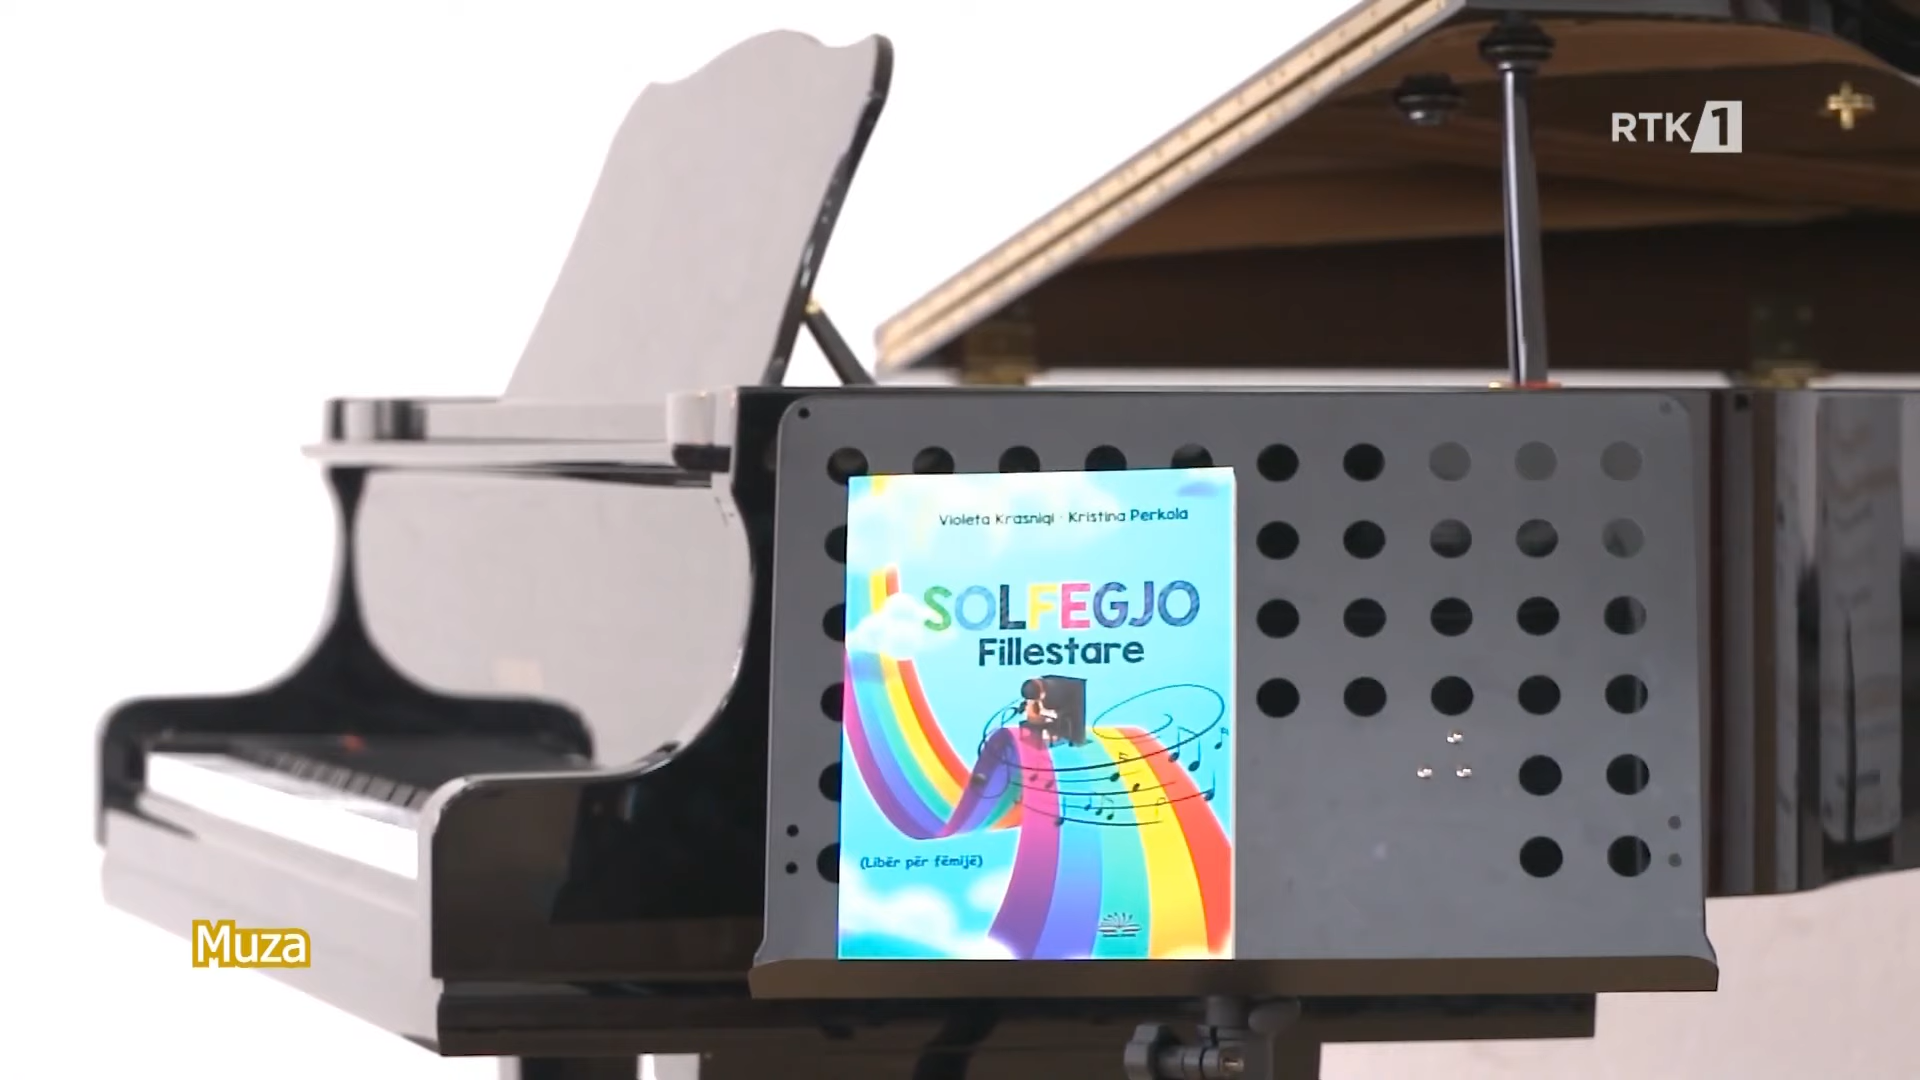 RTK 1
Violeta Krasniqi · Kristina Perkola
SOLFEGJO
Fillestare
(Libër për fëmijë)
Muza